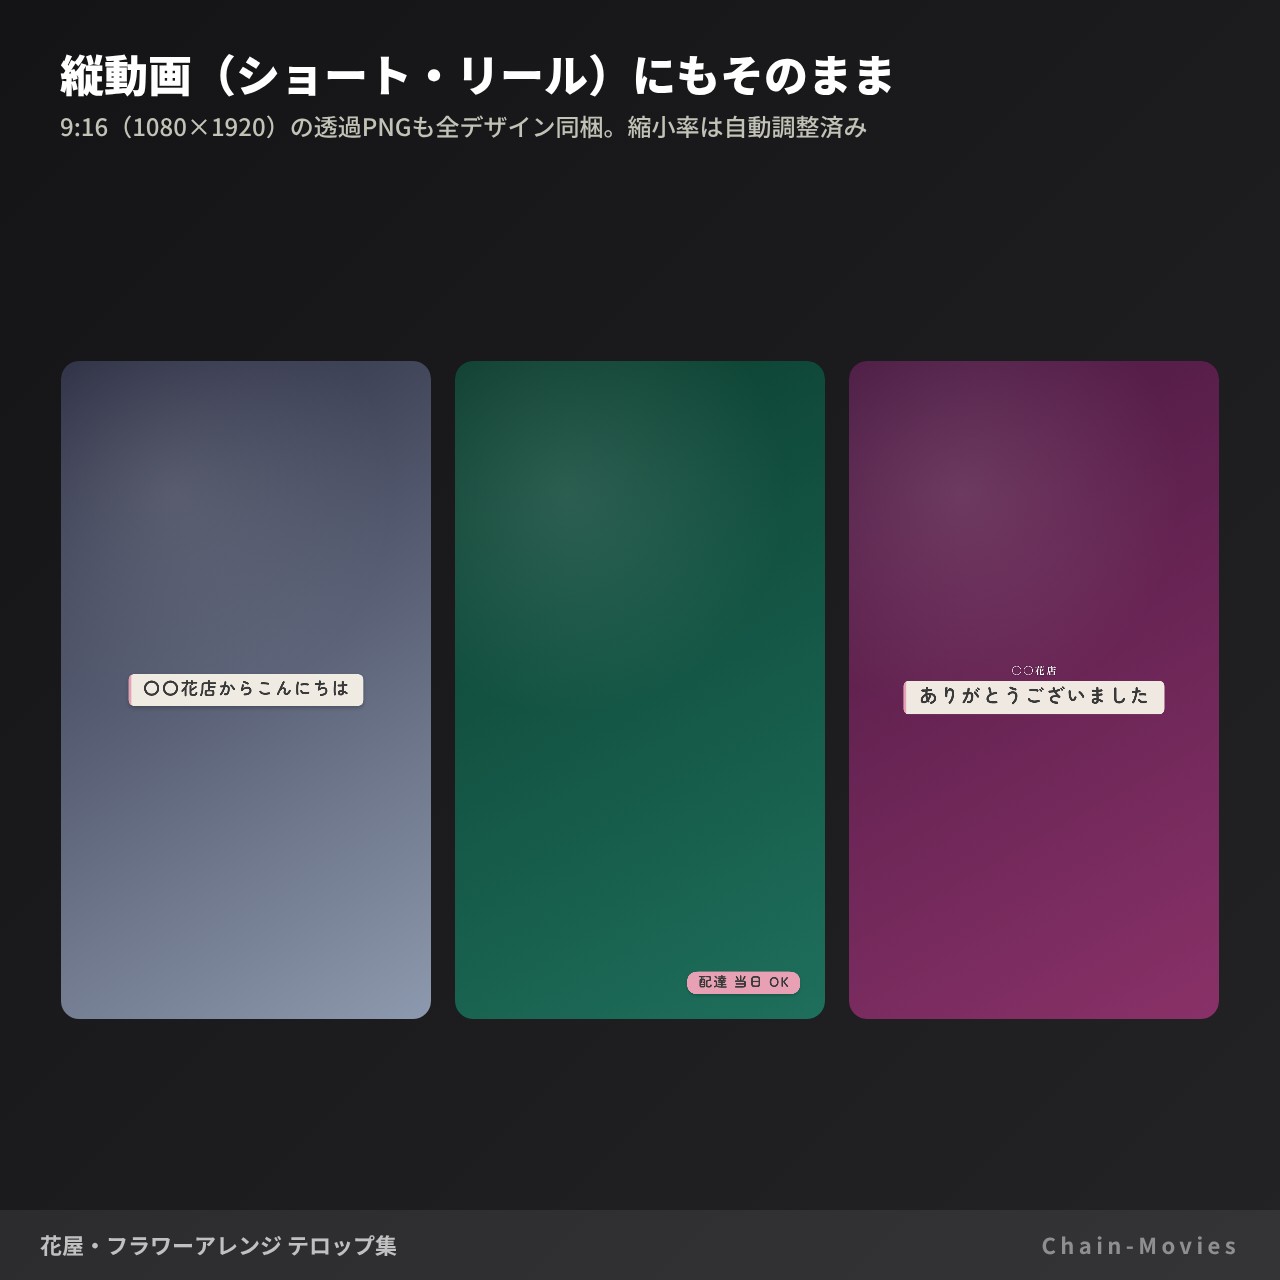 縦動画（ショート・リール）にもそのまま
9:16（1080×1920）の透過PNGも全デザイン同梱。縮小率は自動調整済み
〇〇花店からこんにちは
配達 当日 OK
〇〇花店
ありがとうございました
花屋・フラワーアレンジ テロップ集
Chain-Movies